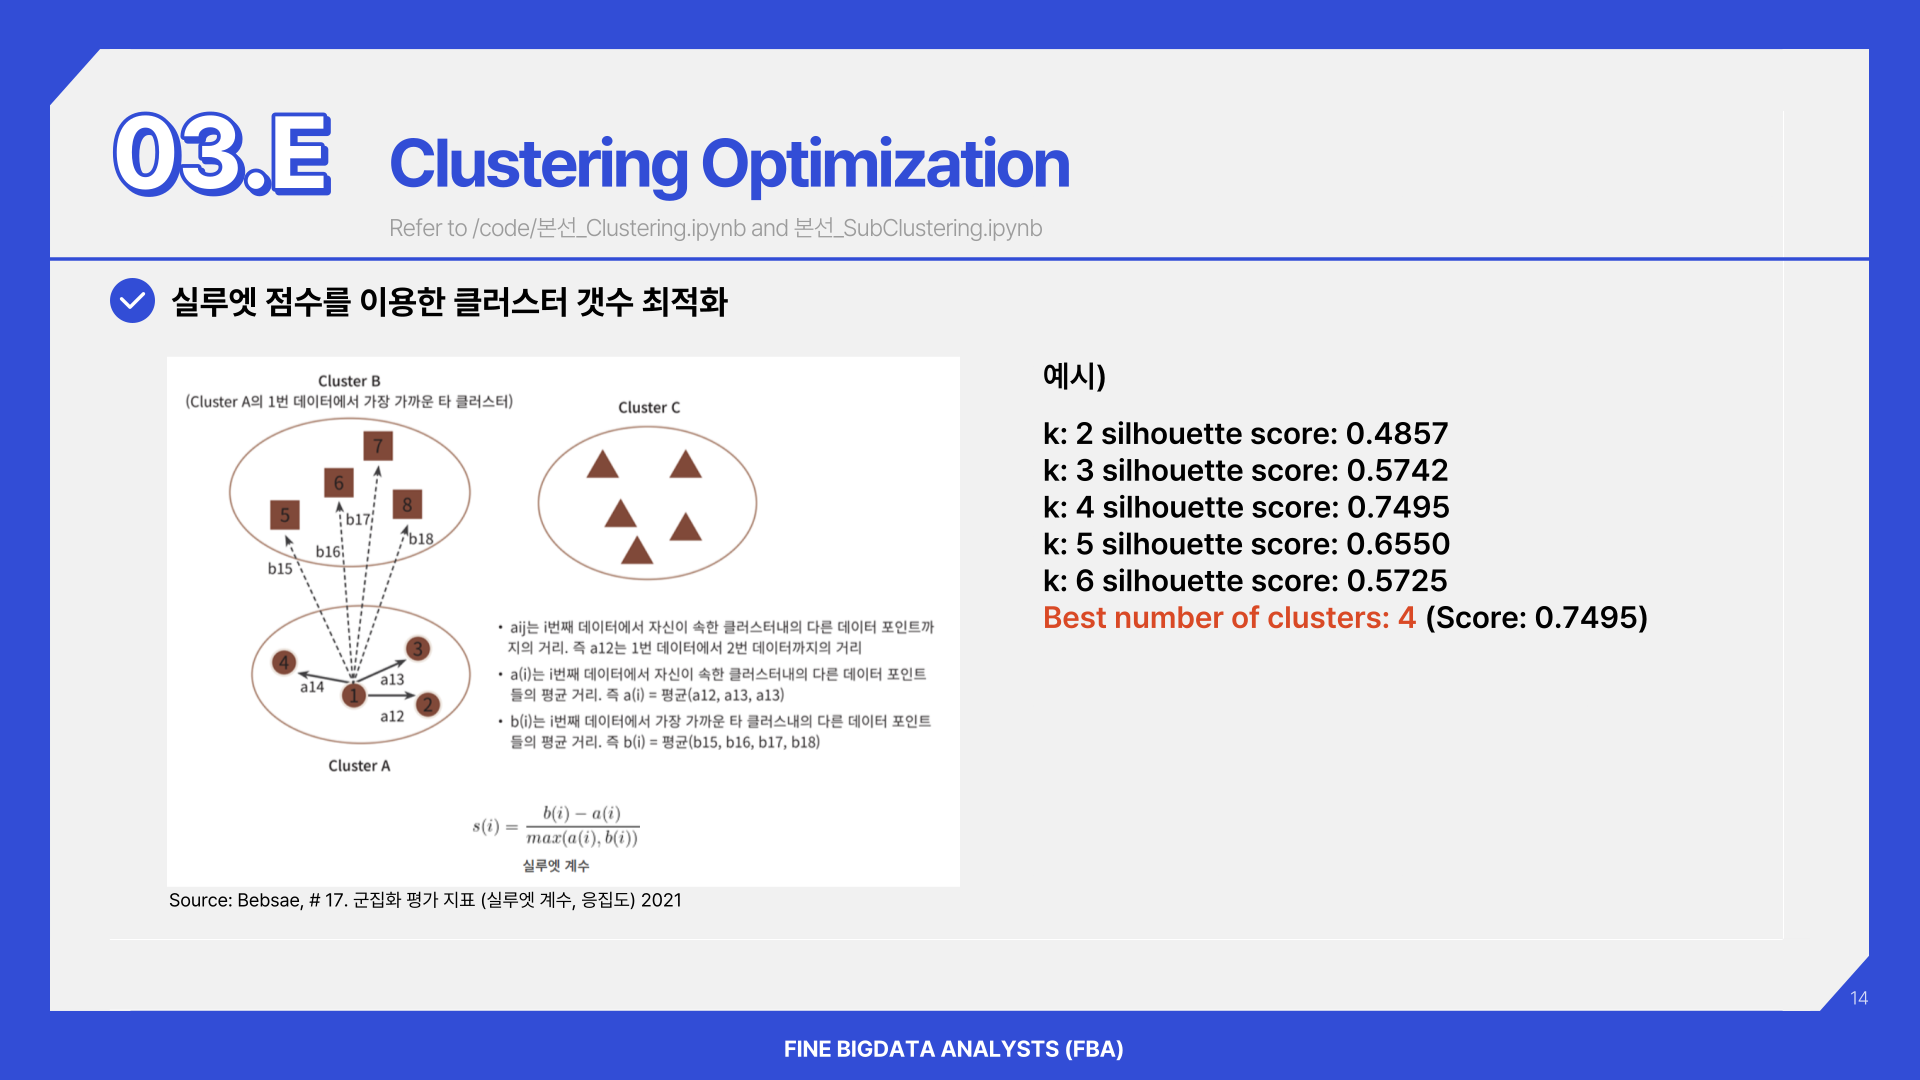 03.E
Clustering Optimization
Refer to /code/본선_Clustering.ipynb and 본선_SubClustering.ipynb
실루엣 점수를 이용한 클러스터 갯수 최적화
Cluster B
(Cluster A의 1번 데이터에서 가장 가까운 타 클러스터)
Cluster C
7
6
5
8
b17
b18
b16
b15
4
3
a14
a13
1
2
a12
Cluster A
• aij는 i번째 데이터에서 자신이 속한 클러스터내의 다른 데이터 포인트까
지의 거리. 즉 a12는 1번 데이터에서 2번 데이터까지의 거리
• a(i)는 i번째 데이터에서 자신이 속한 클러스터내의 다른 데이터 포인트
들의 평균 거리. 즉 a(i) = 평균(a12, a13, a13)
• b(i)는 i번째 데이터에서 가장 가까운 타 클러스내의 다른 데이터 포인트
들의 평균 거리. 즉 b(i) = 평균(b15, b16, b17, b18)
s(i) = b(i) − a(i) / max(a(i), b(i))
실루엣 계수
Source: Bebsae, # 17. 군집화 평가 지표 (실루엣 계수, 응집도) 2021
예시)
k: 2 silhouette score: 0.4857
k: 3 silhouette score: 0.5742
k: 4 silhouette score: 0.7495
k: 5 silhouette score: 0.6550
k: 6 silhouette score: 0.5725
Best number of clusters: 4 (Score: 0.7495)
14
FINE BIGDATA ANALYSTS (FBA)